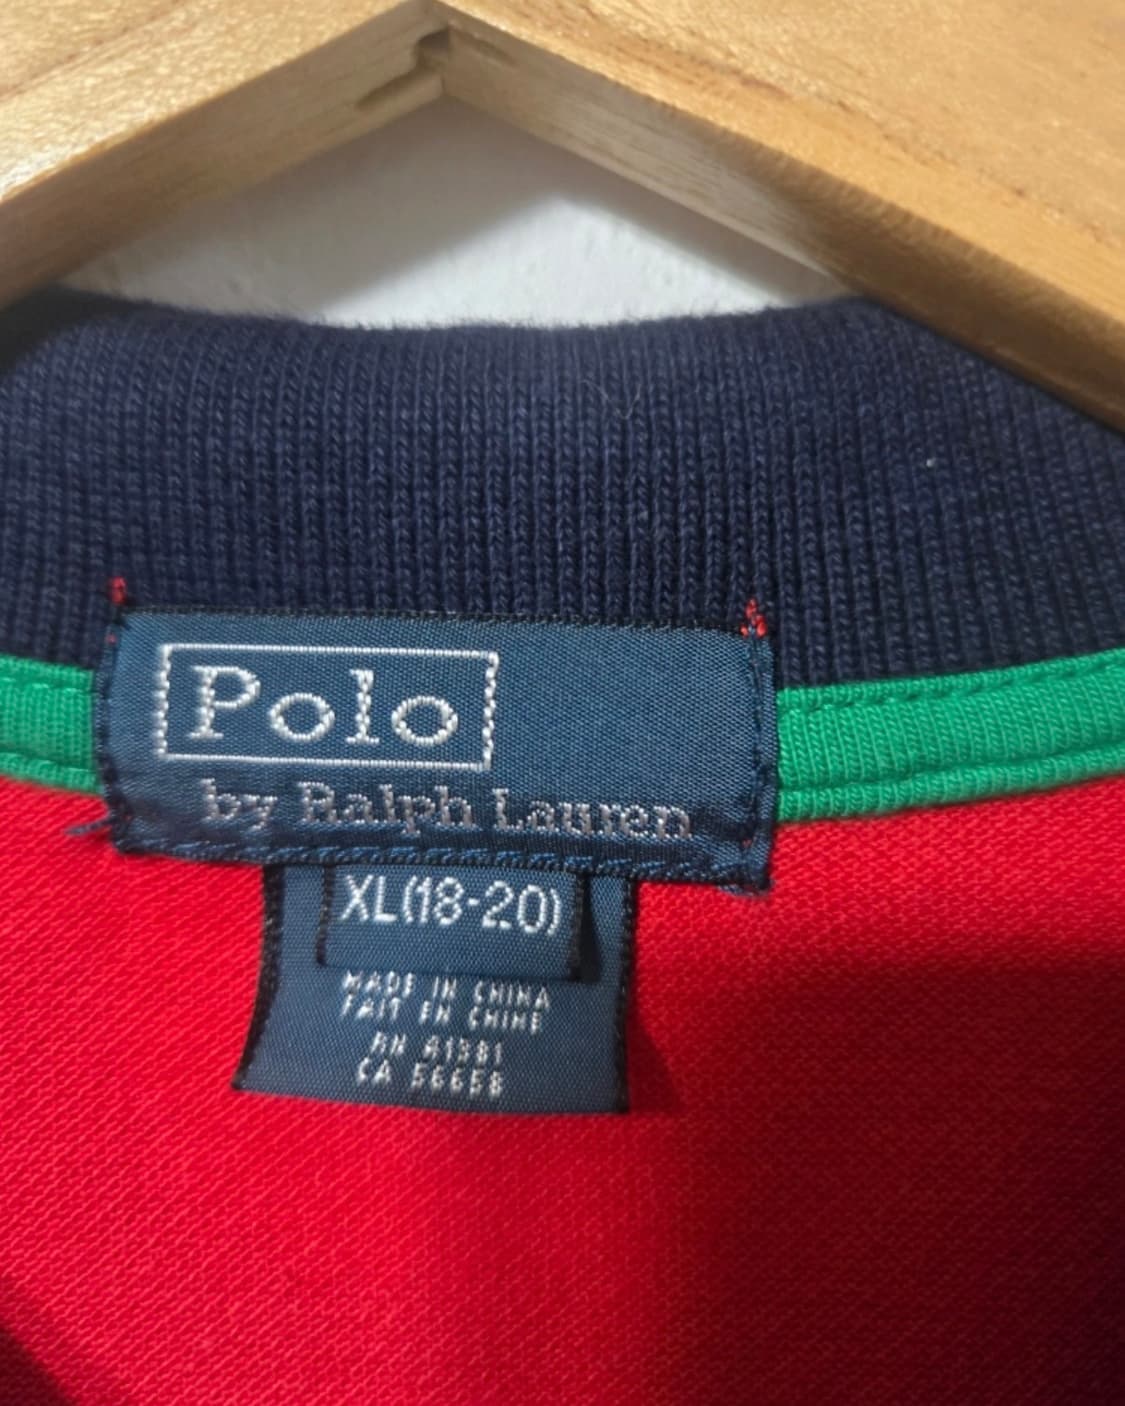 Polo
by Ralph Lauren
XL(18-20)
MADE IN CHINA
FAIT EN CHINE
RN 41381
CA 56658